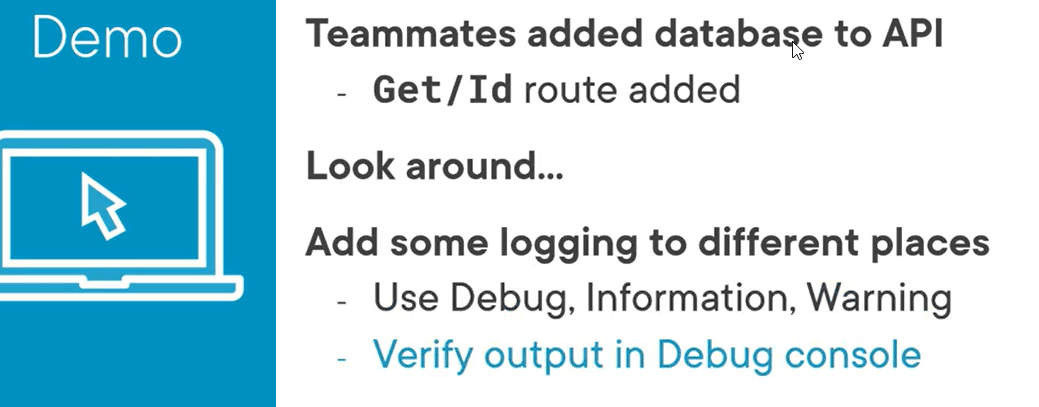 Demo
Teammates added database to API
- Get/Id route added
Look around...
Add some logging to different places
- Use Debug, Information, Warning
- Verify output in Debug console